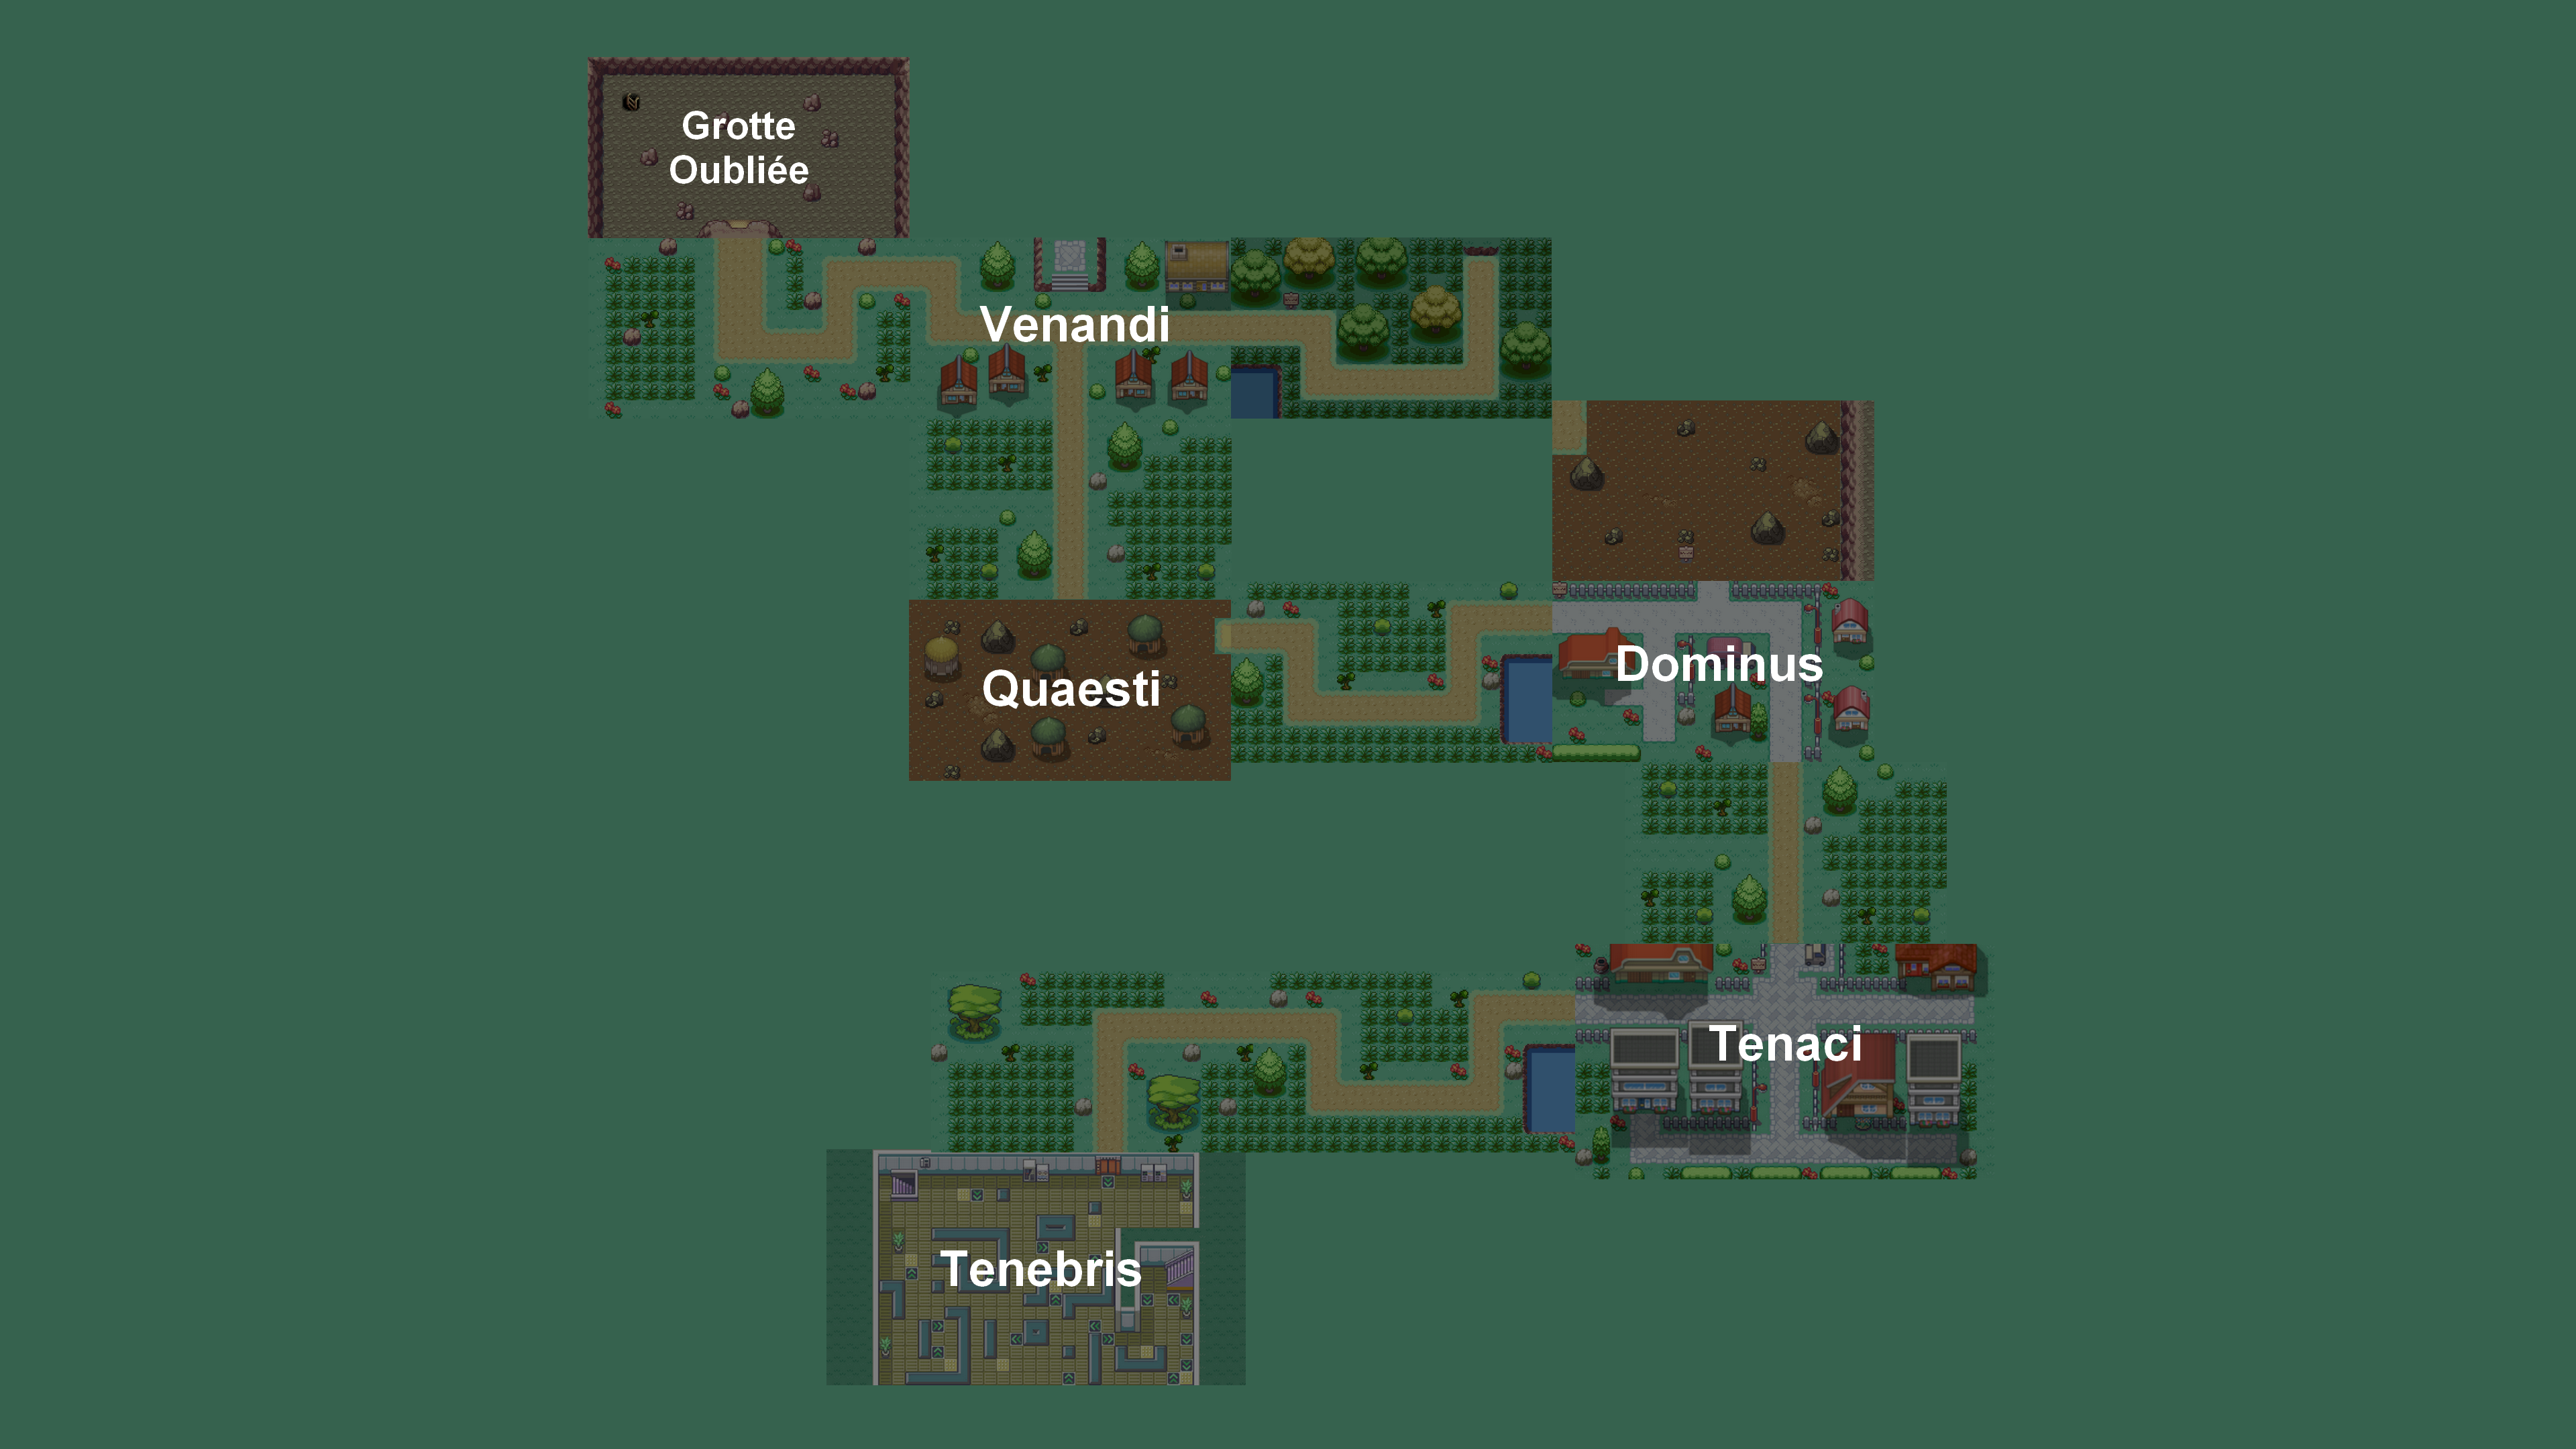 Grotte
Oubliée
Venandi
Quaesti
Dominus
Tenaci
Tenebris